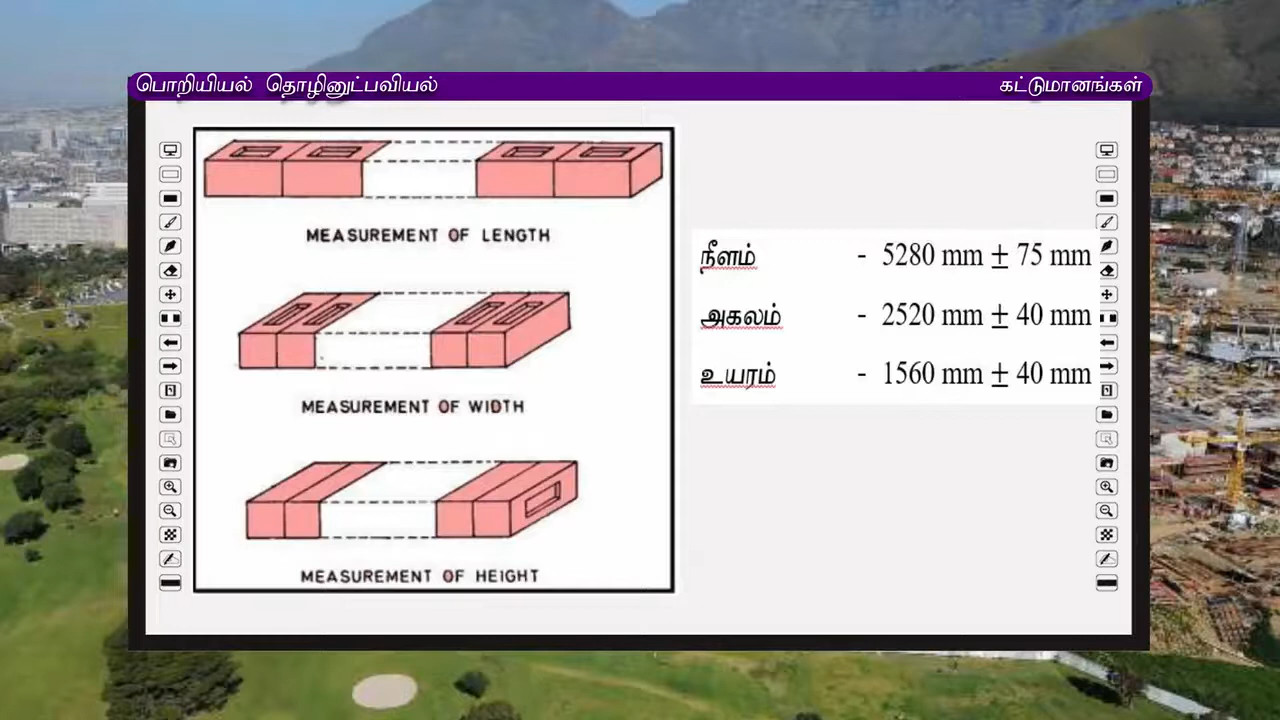 பொறியியல் தொழினுட்பவியல்
கட்டுமானங்கள்
MEASUREMENT OF LENGTH
MEASUREMENT OF WIDTH
MEASUREMENT OF HEIGHT
நீளம் - 5280 mm ± 75 mm
அகலம் - 2520 mm ± 40 mm
உயரம் - 1560 mm ± 40 mm